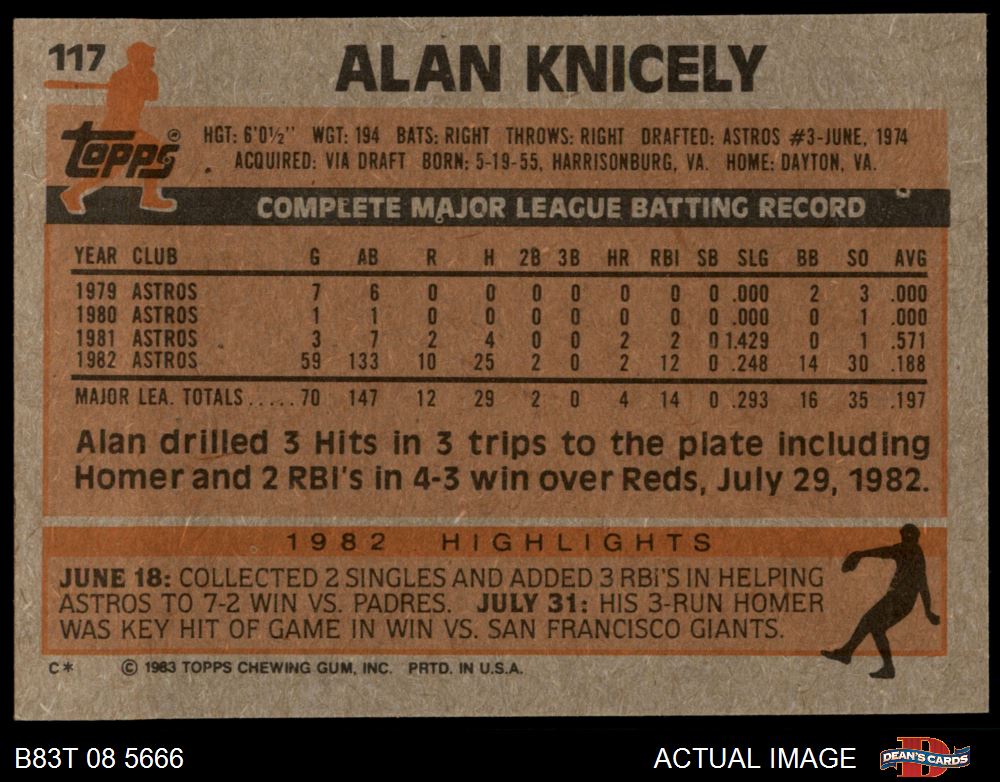 117
ALAN KNICELY
Topps®
HGT: 6'0½" WGT: 194 BATS: RIGHT THROWS: RIGHT DRAFTED: ASTROS #3-JUNE, 1974
ACQUIRED: VIA DRAFT BORN: 5-19-55, HARRISONBURG, VA. HOME: DAYTON, VA.
COMPLETE MAJOR LEAGUE BATTING RECORD
YEAR CLUB G AB R H 2B 3B HR RBI SB SLG BB SO AVG
1979 ASTROS 7 6 0 0 0 0 0 0 0 .000 2 3 .000
1980 ASTROS 1 1 0 0 0 0 0 0 0 .000 0 1 .000
1981 ASTROS 3 7 2 4 0 0 2 2 0 1.429 0 1 .571
1982 ASTROS 59 133 10 25 2 0 2 12 0 .248 14 30 .188
MAJOR LEA. TOTALS.....70 147 12 29 2 0 4 14 0 .293 16 35 .197
Alan drilled 3 Hits in 3 trips to the plate including
Homer and 2 RBI's in 4-3 win over Reds, July 29, 1982.
1982 HIGHLIGHTS
JUNE 18: COLLECTED 2 SINGLES AND ADDED 3 RBI'S IN HELPING
ASTROS TO 7-2 WIN VS. PADRES. JULY 31: HIS 3-RUN HOMER
WAS KEY HIT OF GAME IN WIN VS. SAN FRANCISCO GIANTS.
C* © 1983 TOPPS CHEWING GUM, INC. PRTD. IN U.S.A.
B83T 08 5666
ACTUAL IMAGE
DEAN'S CARDS